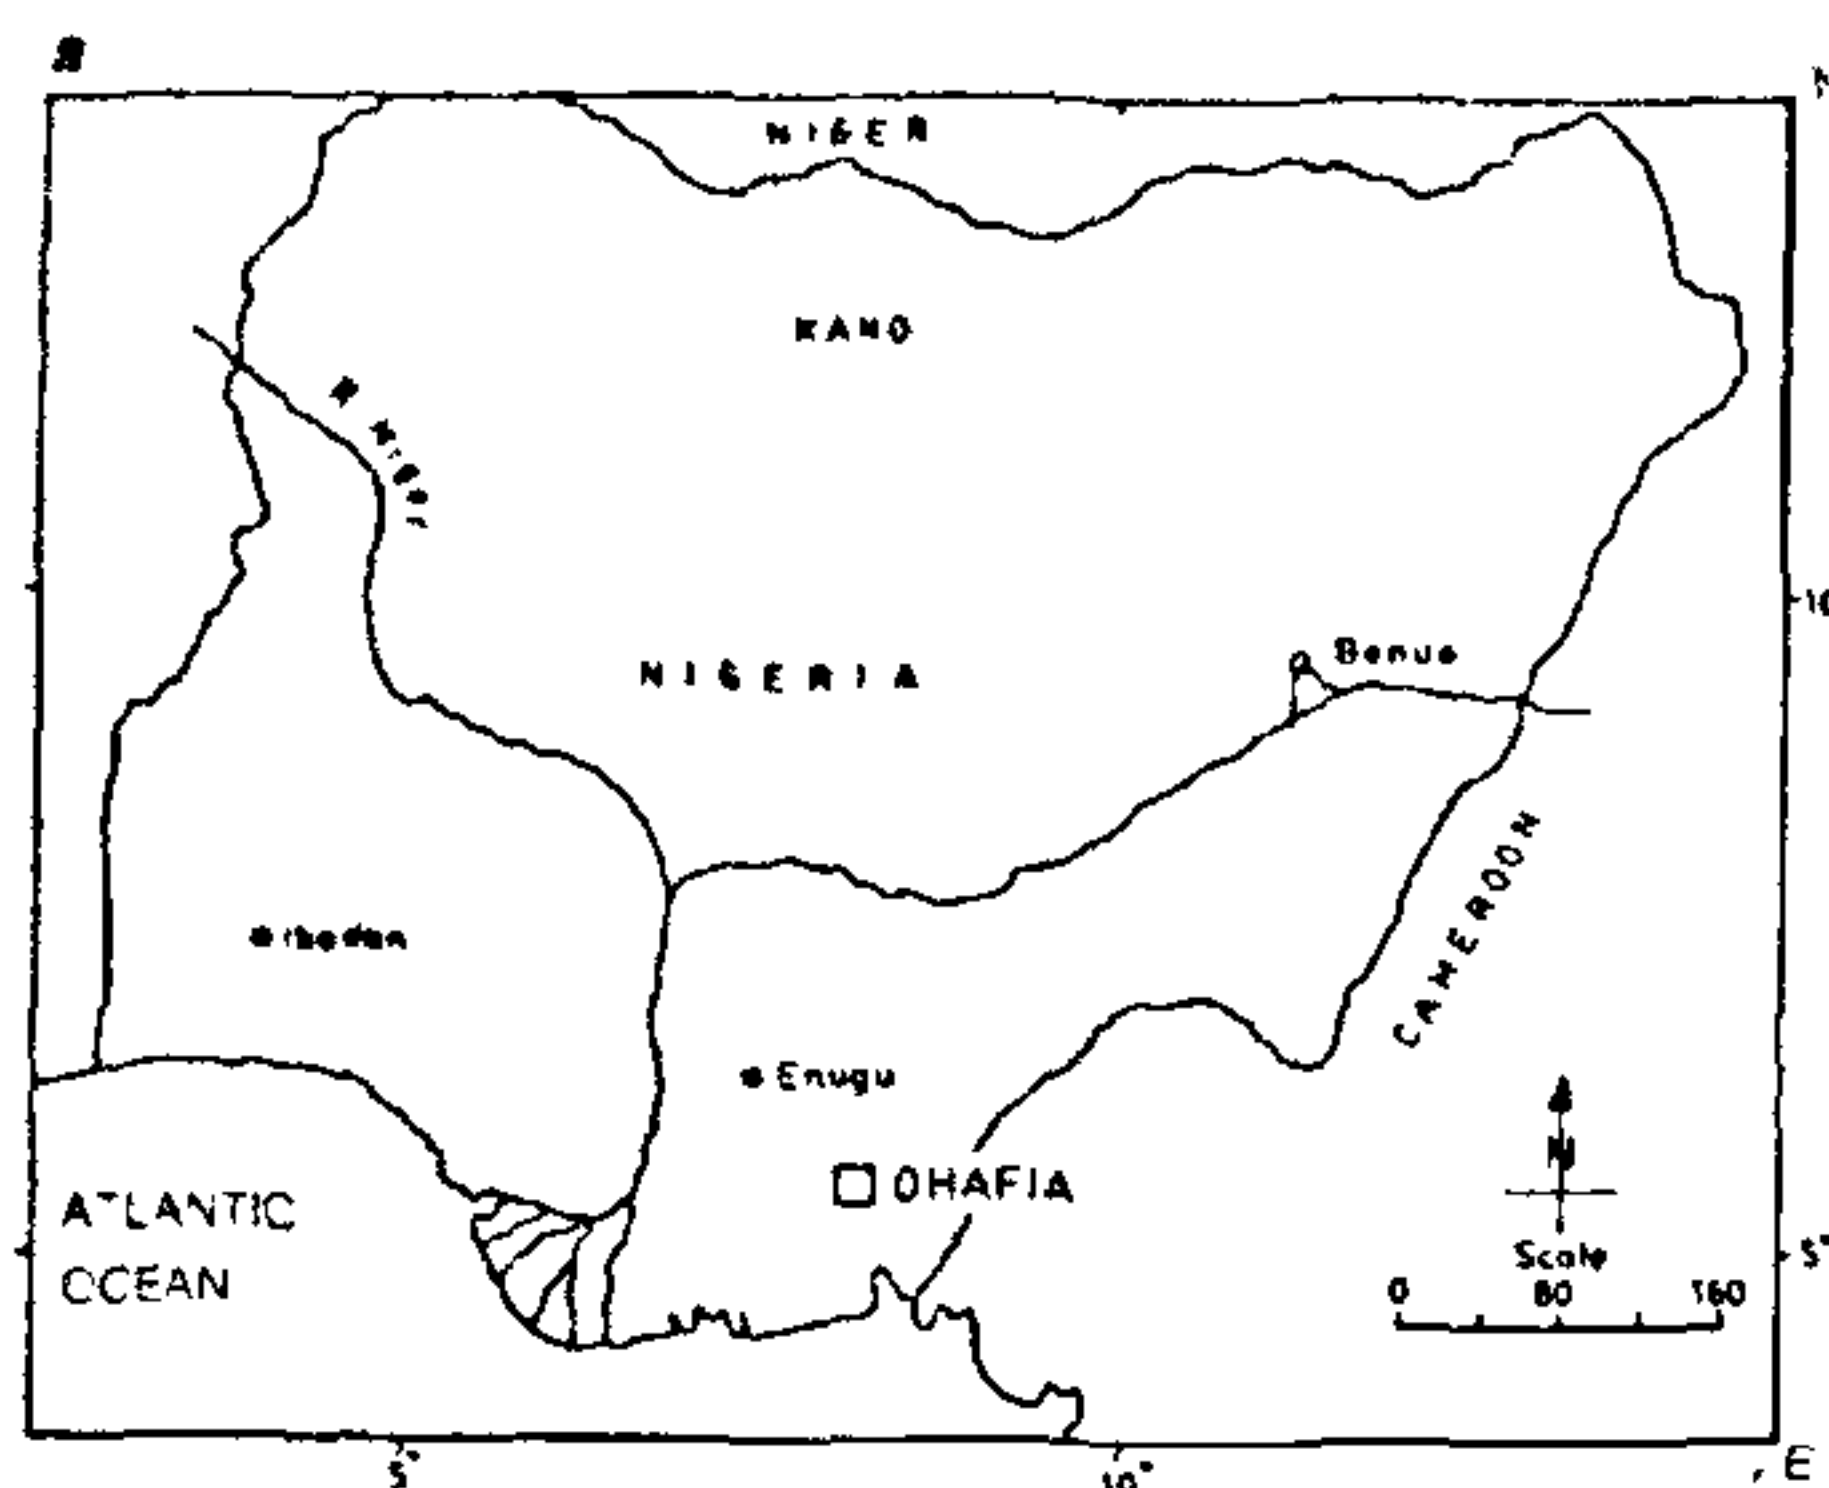 N
NIGER
KANO
R Niger
10
NIGERIA
Benue
CAMEROON
Ibadan
Enugu
N
OHAFIA
ATLANTIC
OCEAN
Scale
5°
0 80 160
5° 10° E